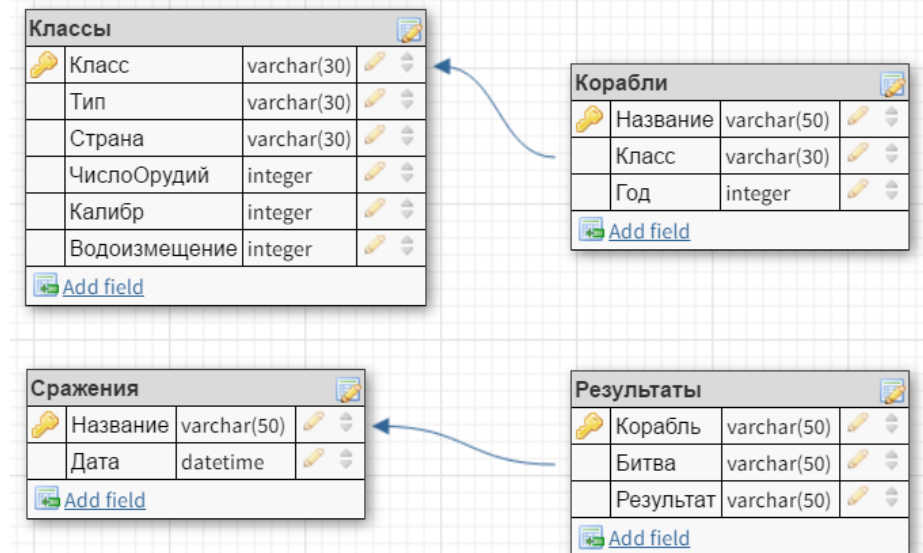 Классы
Класс varchar(30)
Тип varchar(30)
Страна varchar(30)
ЧислоОрудий integer
Калибр integer
Водоизмещение integer
Add field
Корабли
Название varchar(50)
Класс varchar(30)
Год integer
Add field
Сражения
Название varchar(50)
Дата datetime
Add field
Результаты
Корабль varchar(50)
Битва varchar(50)
Результат varchar(50)
Add field